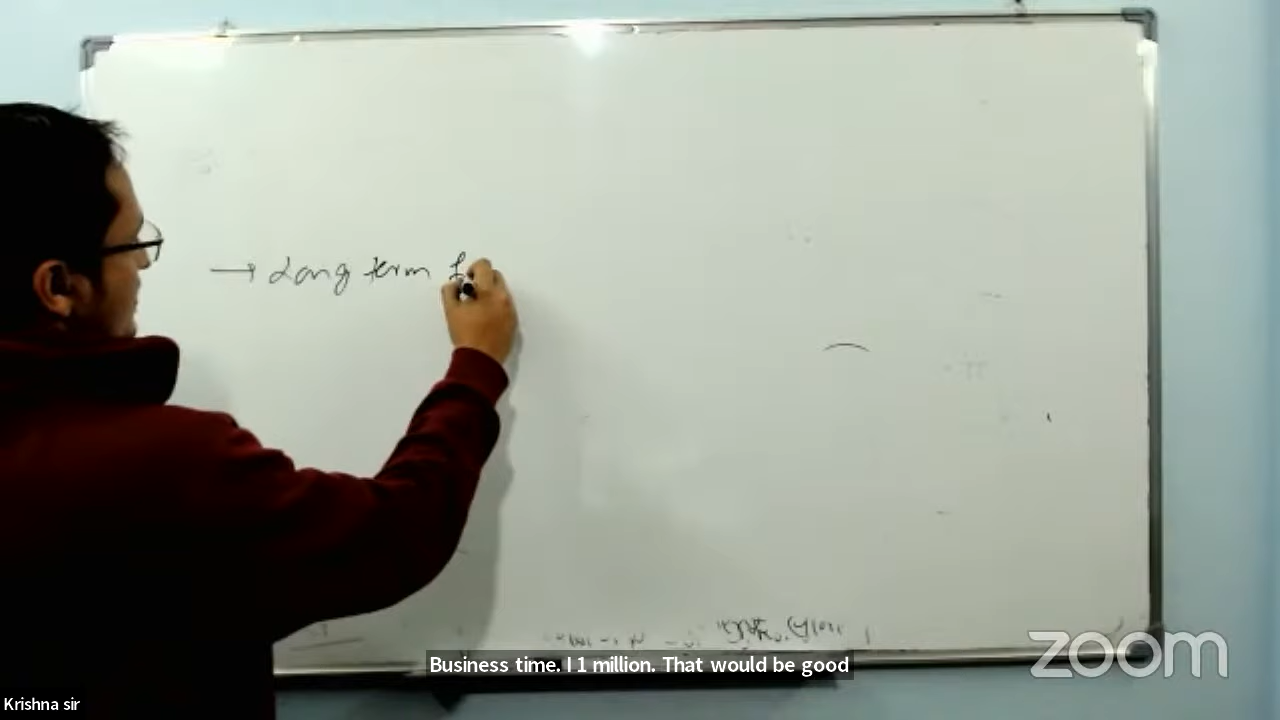 → Long term f
Business time. I 1 million. That would be good
zoom
Krishna sir